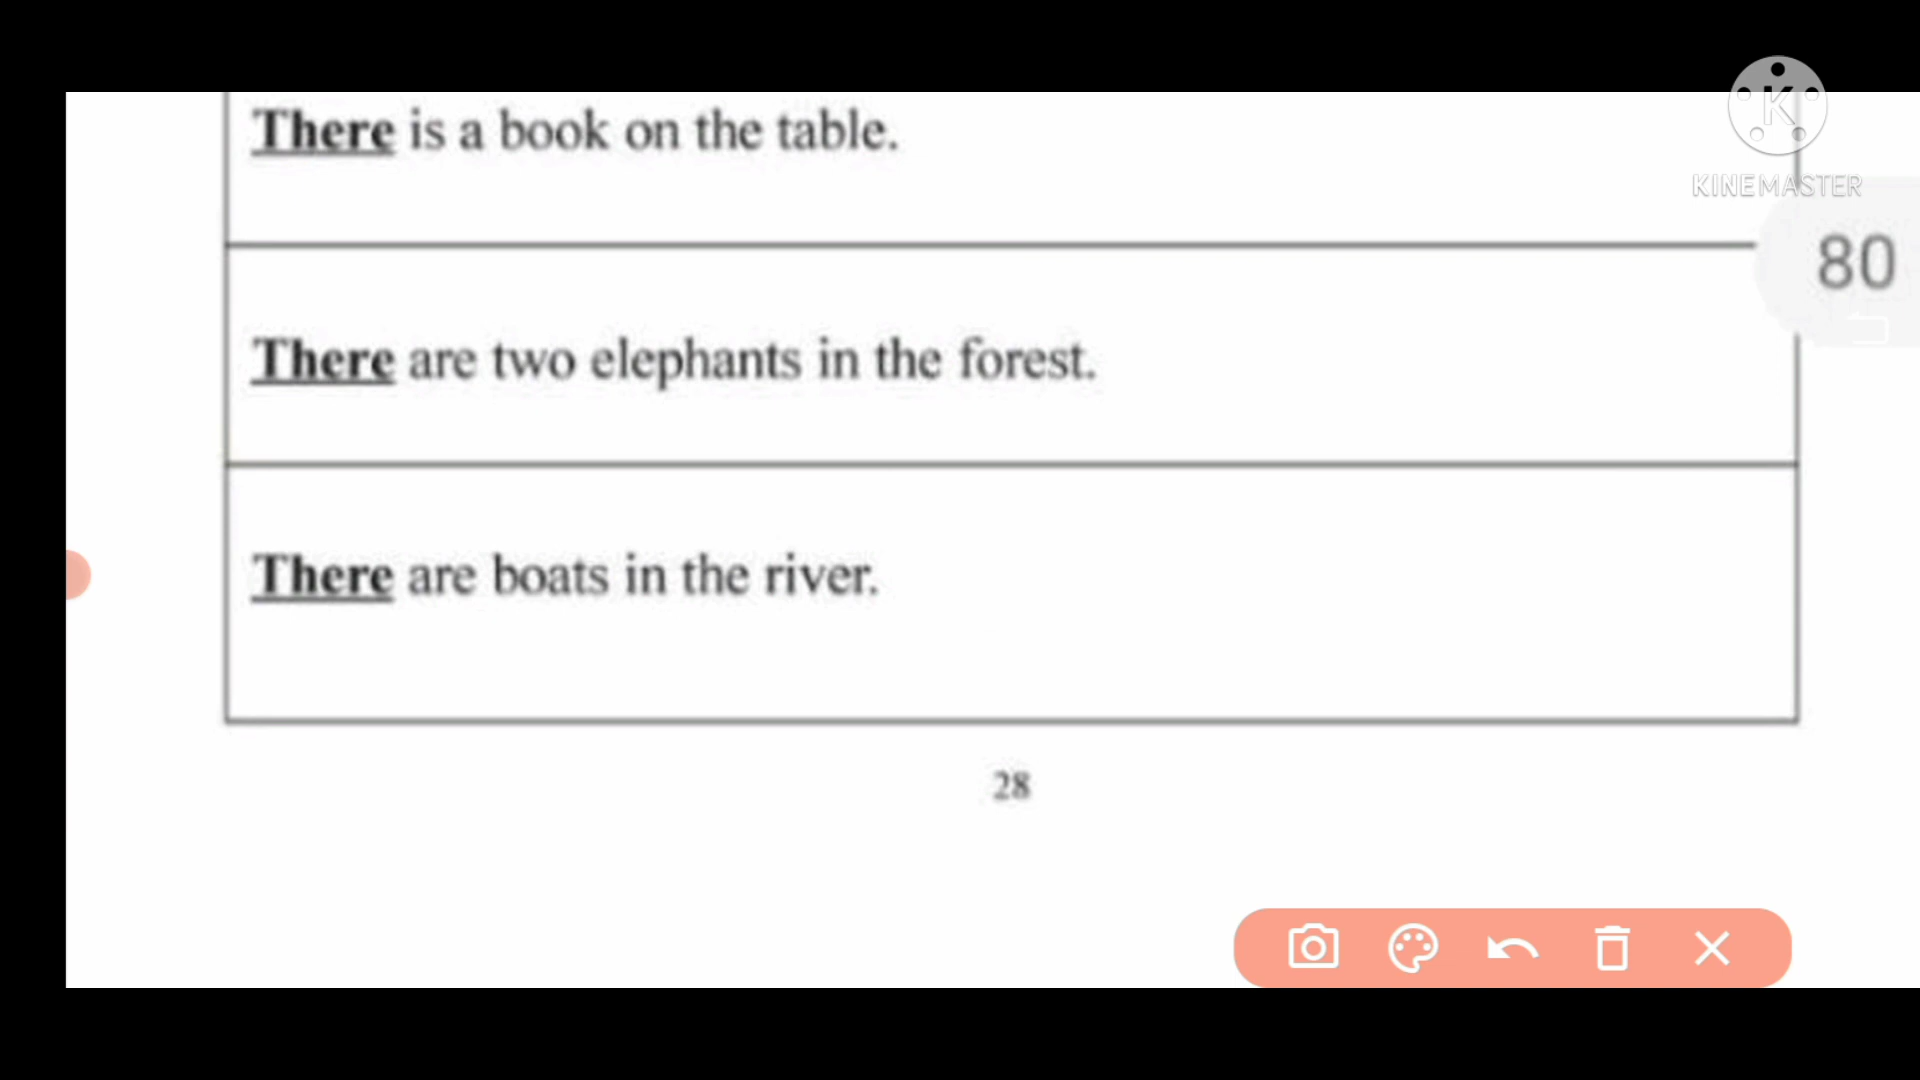 There is a book on the table.
K
KINEMASTER
80
There are two elephants in the forest.
There are boats in the river.
28